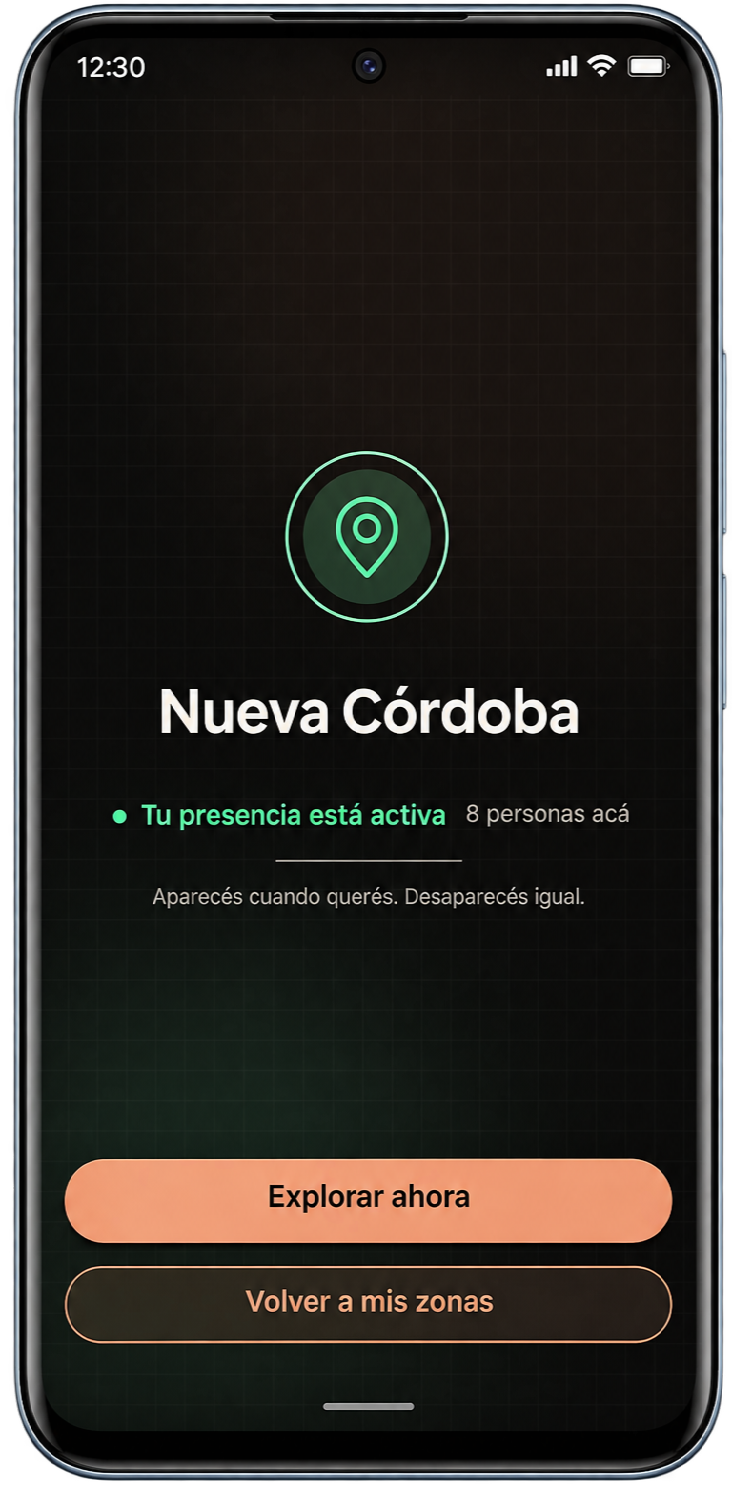 12:30
Nueva Córdoba
Tu presencia está activa 8 personas acá
Aparecés cuando querés. Desaparecés igual.
Explorar ahora
Volver a mis zonas